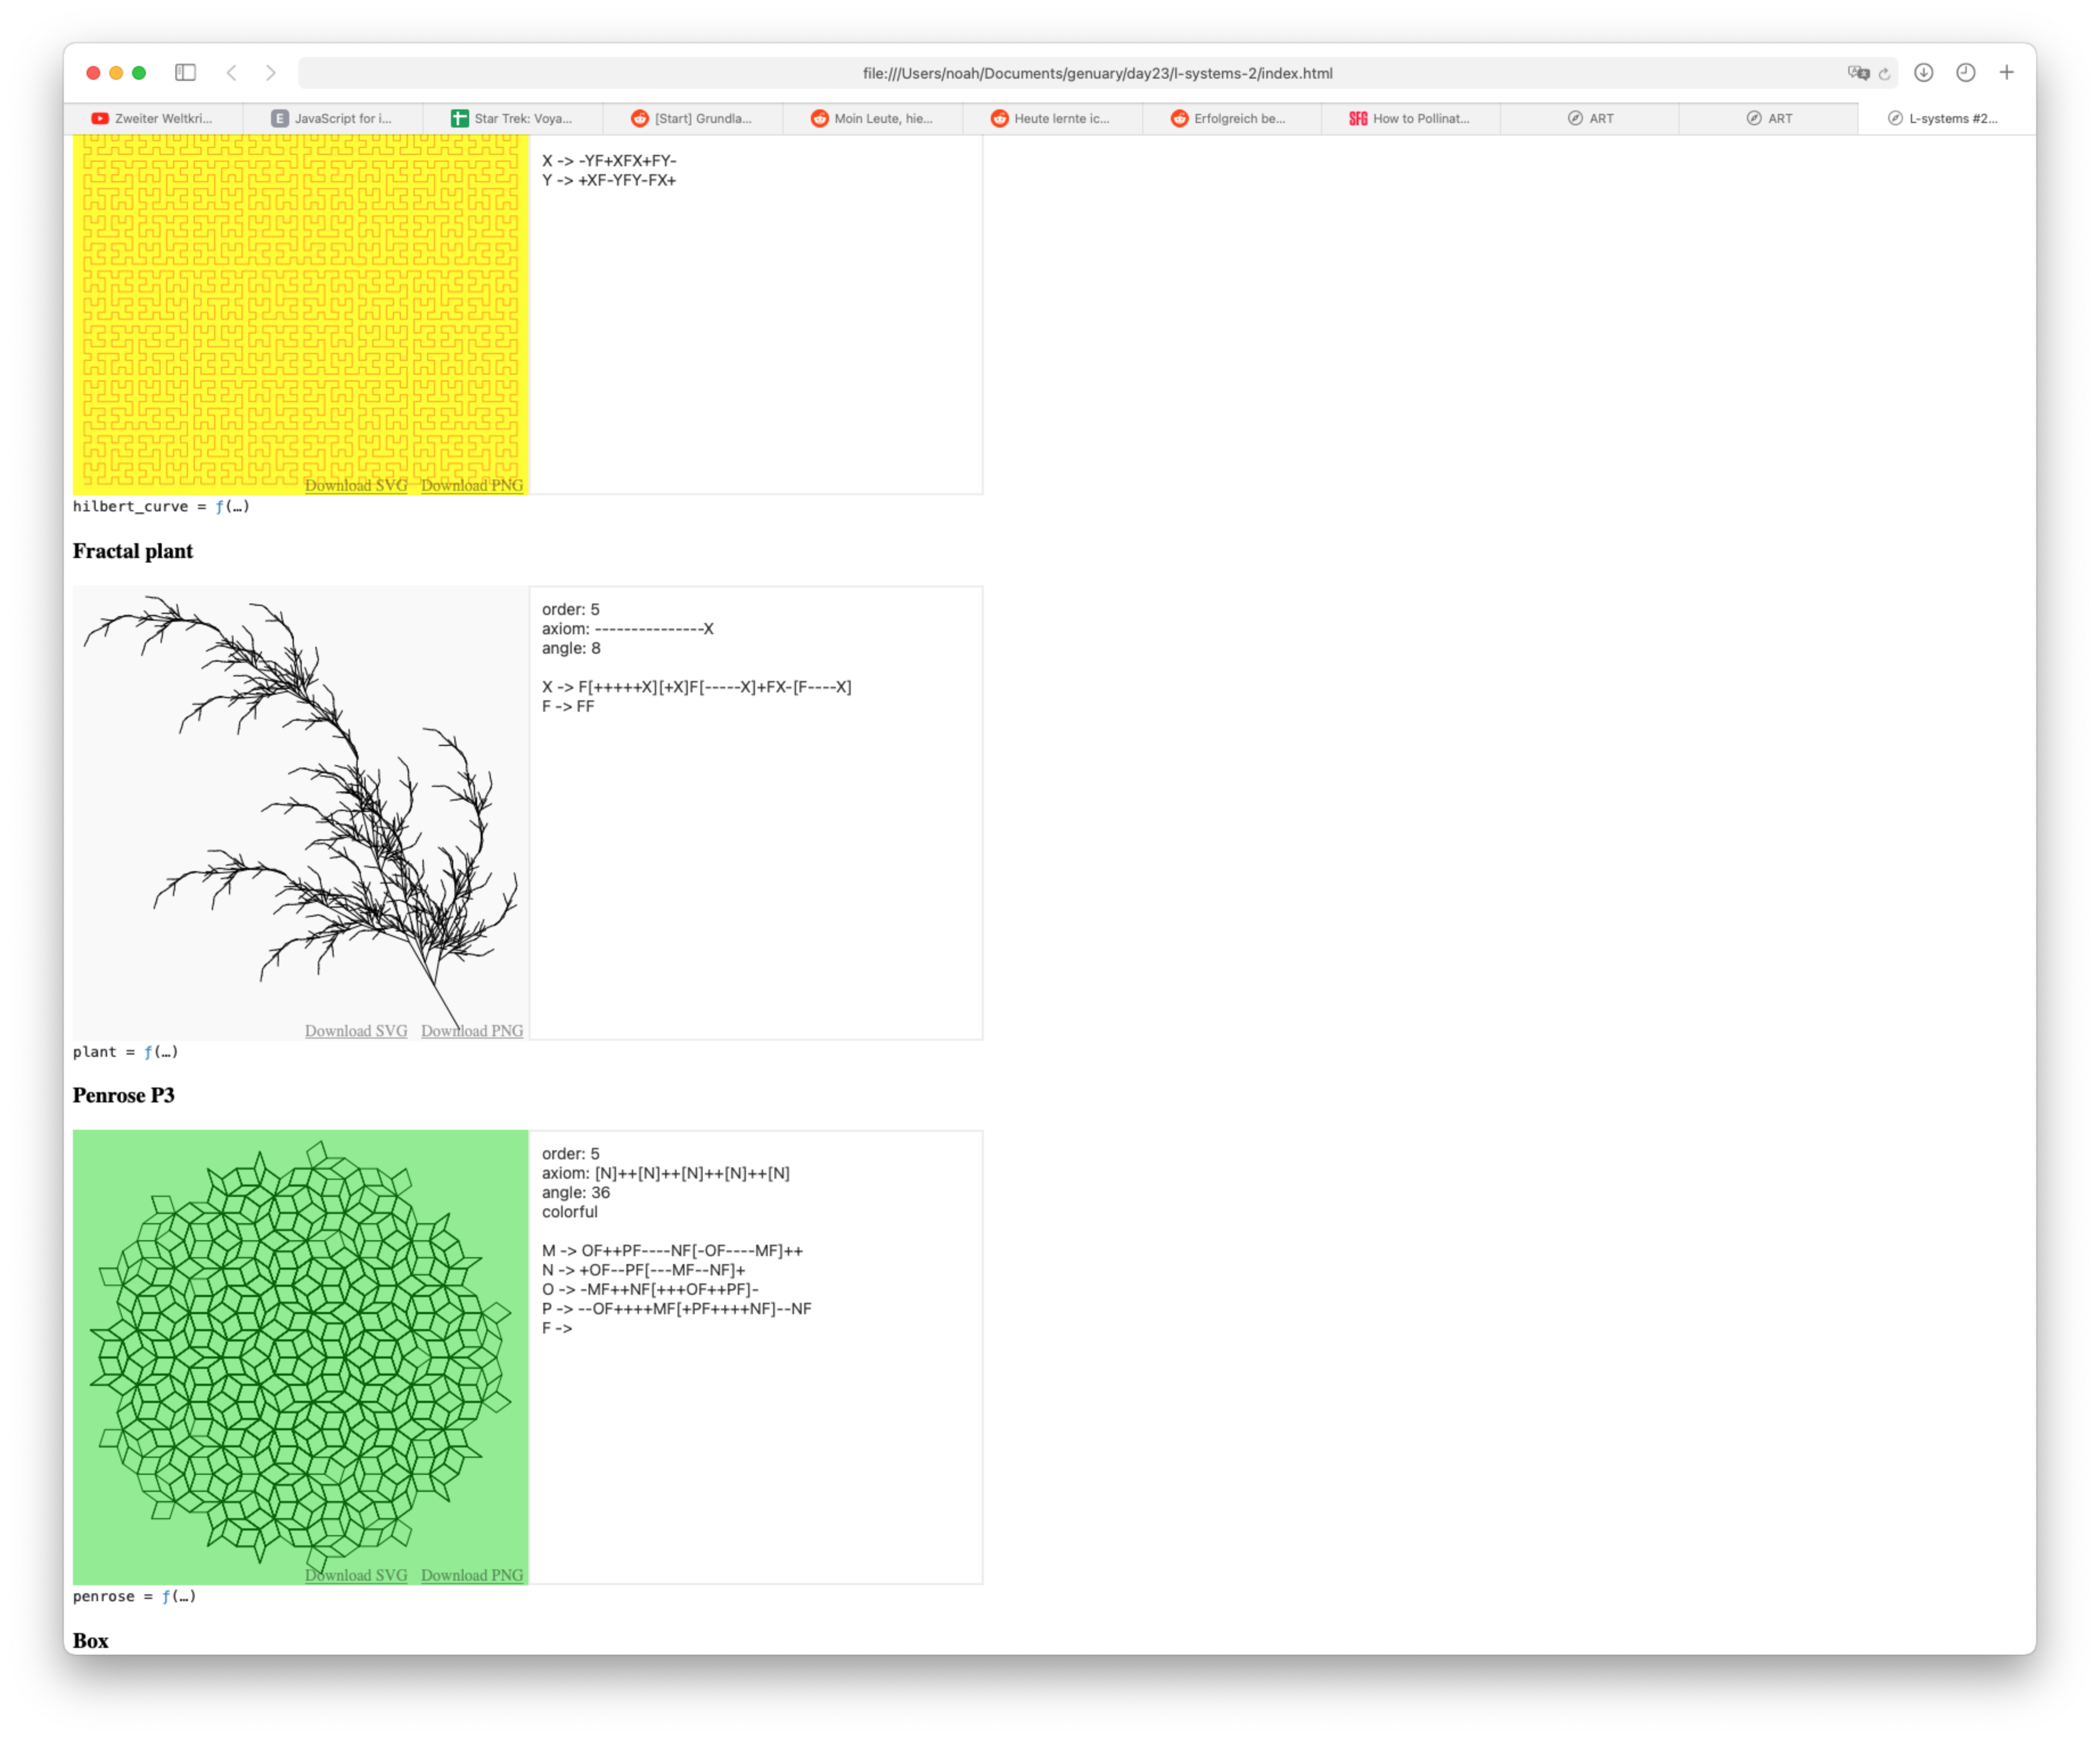 file:///Users/noah/Documents/genuary/day23/l-systems-2/index.html
Zweiter Weltkri...
E JavaScript for i...
Star Trek: Voya...
[Start] Grundla...
Moin Leute, hie...
Heute lernte ic...
Erfolgreich be...
SFG How to Pollinat...
ART
ART
L-systems #2...
X -> -YF+XFX+FY-
Y -> +XF-YFY-FX+
Download SVG Download PNG
hilbert_curve = ƒ(…)
Fractal plant
order: 5
axiom: ---------------X
angle: 8
X -> F[+++++X][+X]F[-----X]+FX-[F----X]
F -> FF
Download SVG Download PNG
plant = ƒ(…)
Penrose P3
order: 5
axiom: [N]++[N]++[N]++[N]++[N]
angle: 36
colorful
M -> OF++PF----NF[-OF----MF]++
N -> +OF--PF[---MF--NF]+
O -> -MF++NF[+++OF++PF]-
P -> --OF++++MF[+PF++++NF]--NF
F ->
Download SVG Download PNG
penrose = ƒ(…)
Box